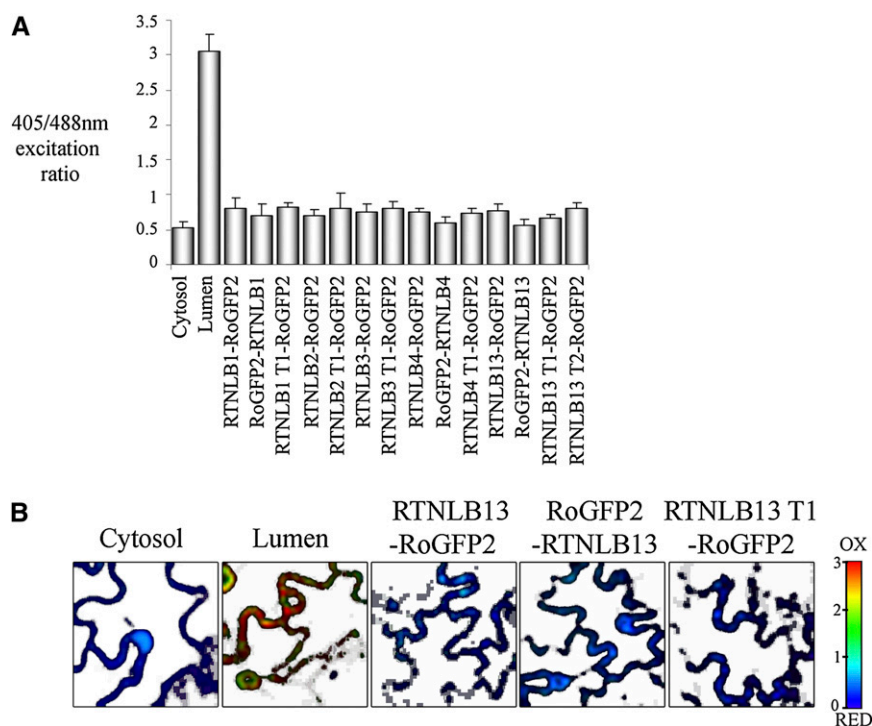 A
405/488nm
excitation
ratio
3.5
3
2.5
2
1.5
1
0.5
0
Cytosol
Lumen
RTNLB1-RoGFP2
RoGFP2-RTNLB1
RTNLB1 T1-RoGFP2
RTNLB2-RoGFP2
RTNLB2 T1-RoGFP2
RTNLB3-RoGFP2
RTNLB3 T1-RoGFP2
RTNLB4-RoGFP2
RoGFP2-RTNLB4
RTNLB4 T1-RoGFP2
RTNLB13-RoGFP2
RoGFP2-RTNLB13
RTNLB13 T1-RoGFP2
RTNLB13 T2-RoGFP2
B
Cytosol
Lumen
RTNLB13
-RoGFP2
RoGFP2
-RTNLB13
RTNLB13 T1
-RoGFP2
OX
3
2
1
0
RED